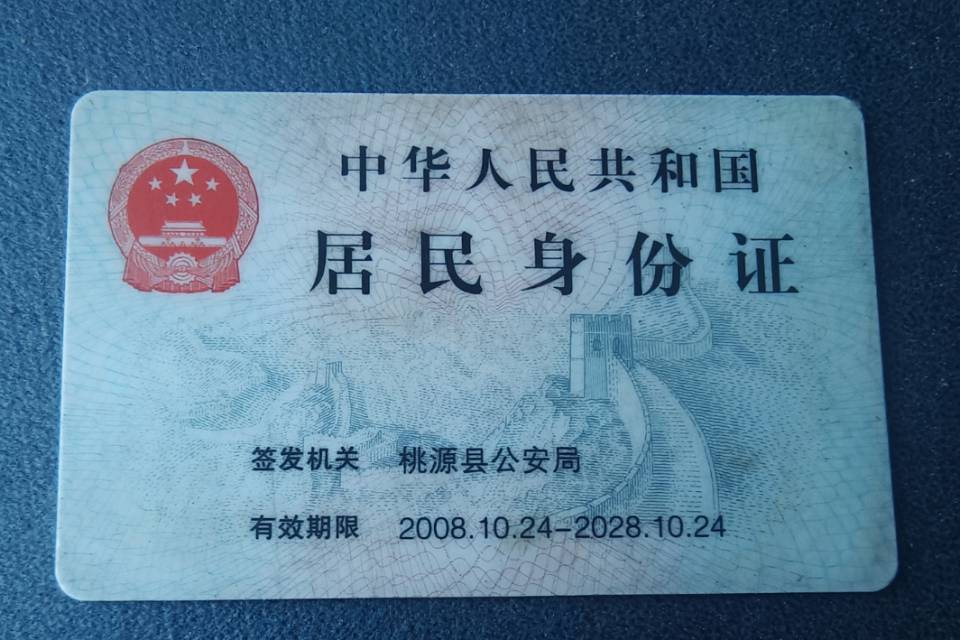 中华人民共和国
居民身份证
签发机关 桃源县公安局
有效期限 2008.10.24-2028.10.24